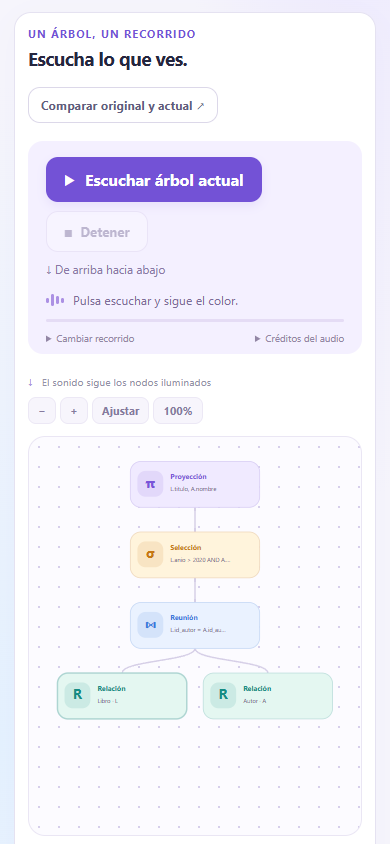 UN ÁRBOL, UN RECORRIDO
Escucha lo que ves.
Comparar original y actual ↗
▶ Escuchar árbol actual
■ Detener
↓ De arriba hacia abajo
Pulsa escuchar y sigue el color.
▶ Cambiar recorrido
▶ Créditos del audio
↓ El sonido sigue los nodos iluminados
− + Ajustar 100%
π Proyección
L.titulo, A.nombre
σ Selección
L.anio > 2020 AND A...
⋈ Reunión
L.id_autor = A.id_au...
R Relación
Libro · L
R Relación
Autor · A